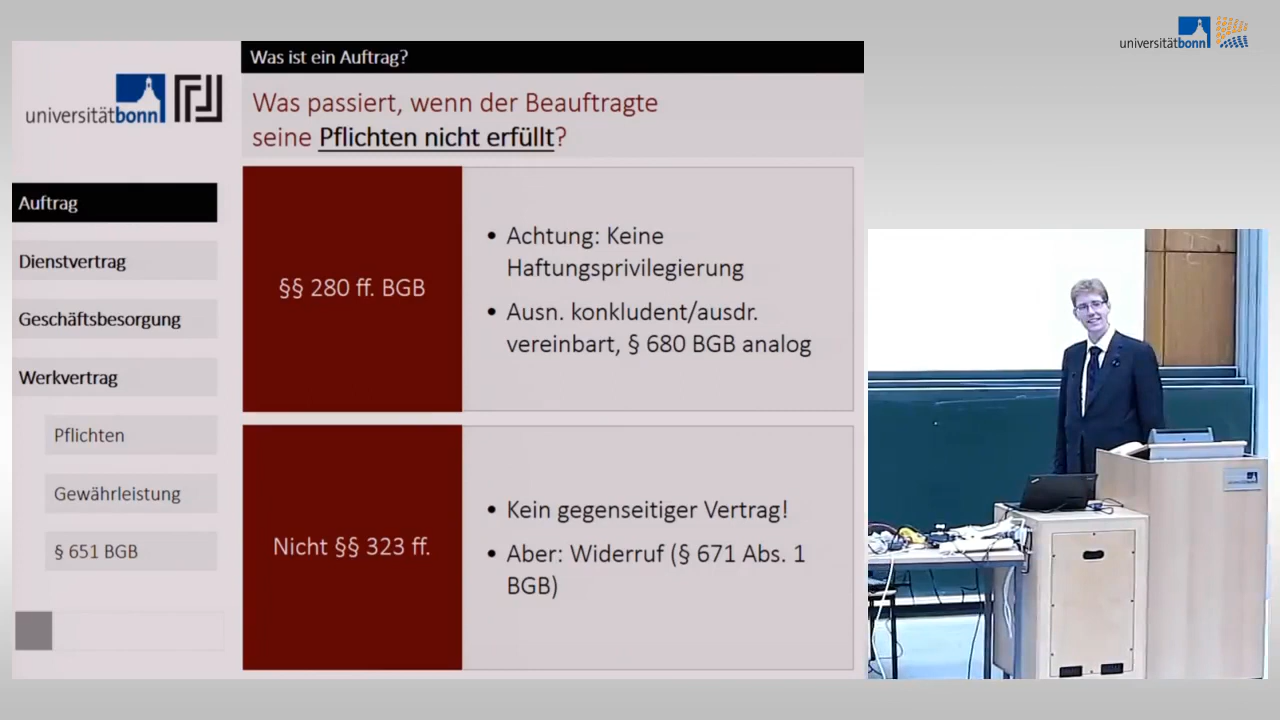 universitätbonn
Was ist ein Auftrag?
universitätbonn
Was passiert, wenn der Beauftragte
seine Pflichten nicht erfüllt?
Auftrag
Dienstvertrag
Geschäftsbesorgung
Werkvertrag
Pflichten
Gewährleistung
§ 651 BGB
§§ 280 ff. BGB
• Achtung: Keine
Haftungsprivilegierung
• Ausn. konkludent/ausdr.
vereinbart, § 680 BGB analog
Nicht §§ 323 ff.
• Kein gegenseitiger Vertrag!
• Aber: Widerruf (§ 671 Abs. 1
BGB)